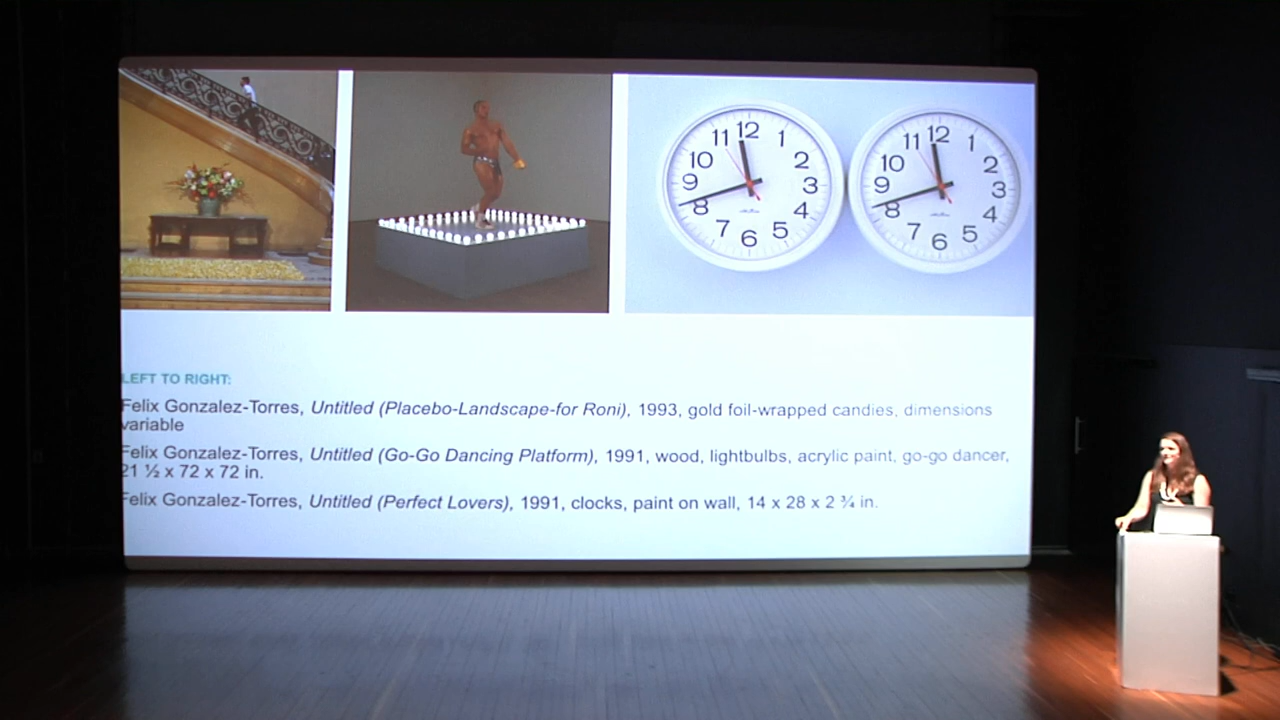 11 12 1
10 2
9 3
8 4
7 6 5
11 12 1
10 2
9 3
8 4
7 6 5
LEFT TO RIGHT:
Felix Gonzalez-Torres, Untitled (Placebo-Landscape-for Roni), 1993, gold foil-wrapped candies, dimensions
variable
Felix Gonzalez-Torres, Untitled (Go-Go Dancing Platform), 1991, wood, lightbulbs, acrylic paint, go-go dancer,
21 ½ x 72 x 72 in.
Felix Gonzalez-Torres, Untitled (Perfect Lovers), 1991, clocks, paint on wall, 14 x 28 x 2 ¾ in.